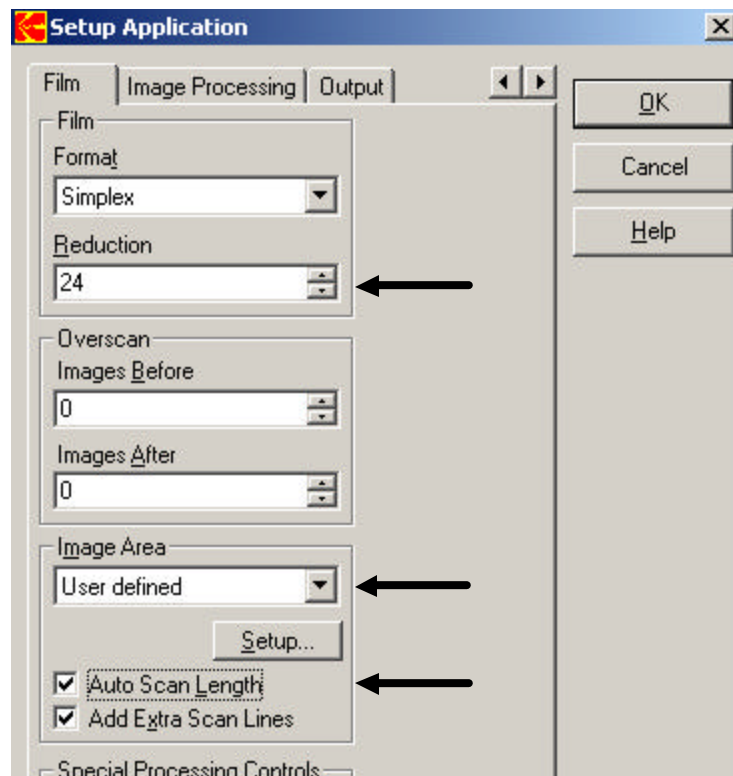 Setup Application
Film Image Processing Output
OK
Cancel
Help
Film
Format
Simplex
Reduction
24
Overscan
Images Before
0
Images After
0
Image Area
User defined
Setup...
Auto Scan Length
Add Extra Scan Lines
Special Processing Controls